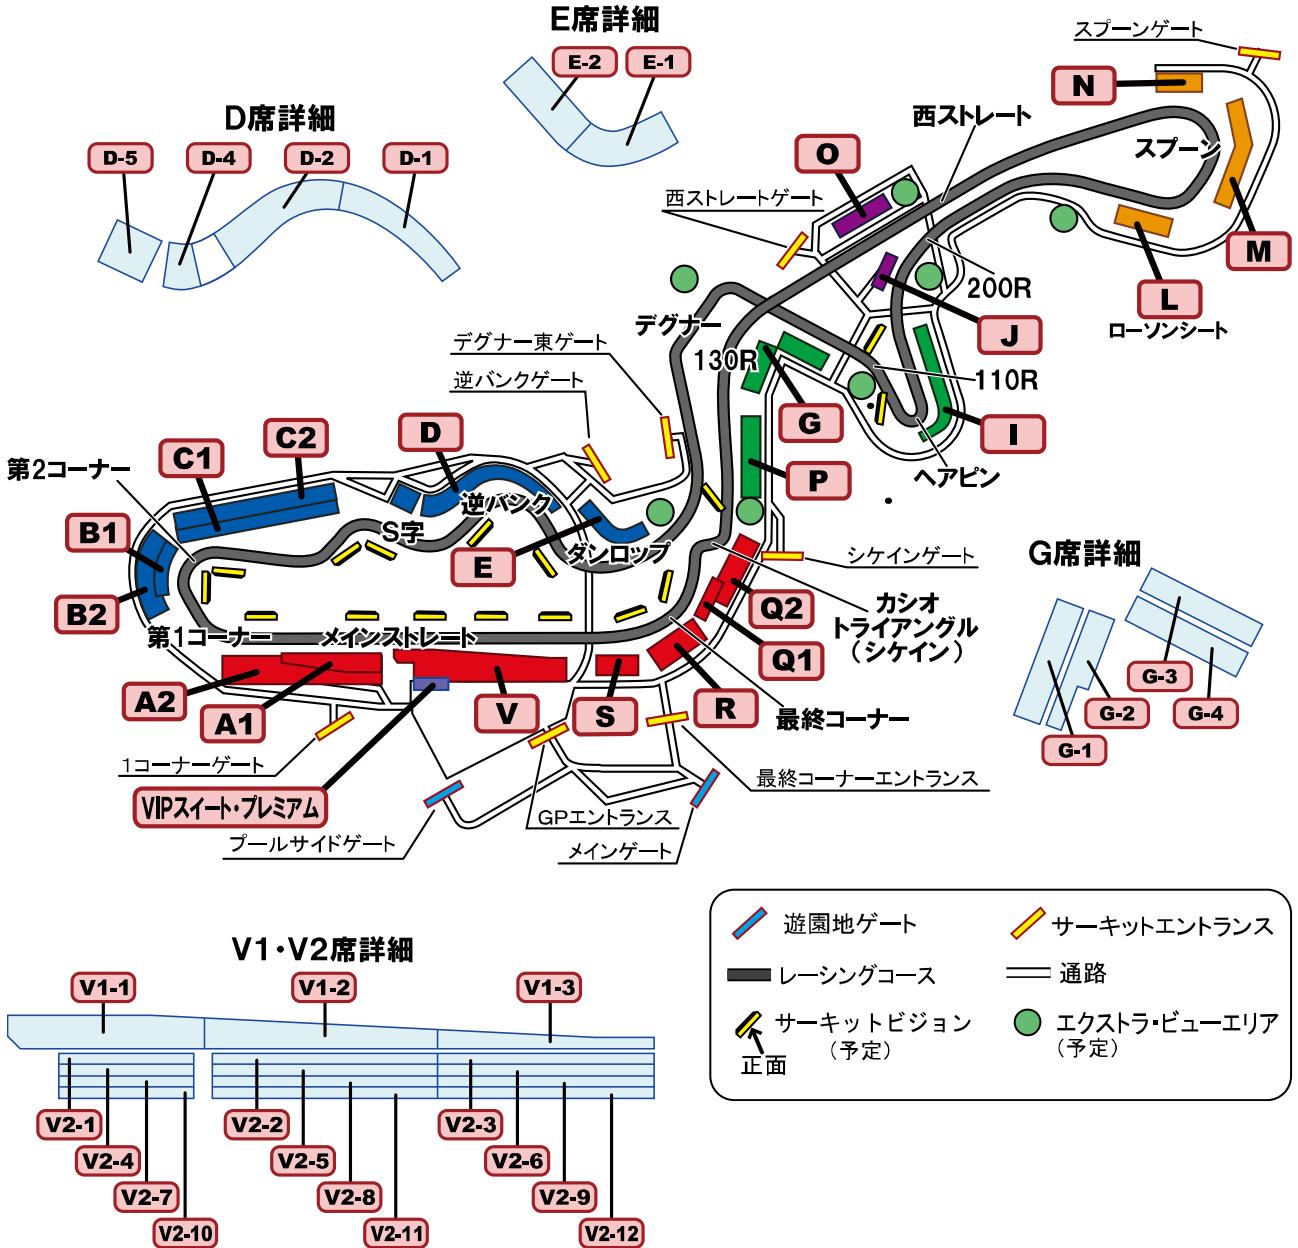 E席詳細
E-2
E-1
D席詳細
D-5
D-4
D-2
D-1
スプーンゲート
N
西ストレート
スプーン
O
西ストレートゲート
M
L
ローソンシート
200R
J
デグナー
130R
110R
デグナー東ゲート
逆バンクゲート
G
I
P
ヘアピン
C2
D
C1
第2コーナー
逆バンク
S字
B1
E
ダンロップ
シケインゲート
G席詳細
B2
Q2
カシオ
トライアングル
(シケイン)
第1コーナー
メインストレート
Q1
A2
A1
V
S
R
最終コーナー
G-3
G-2
G-4
G-1
1コーナーゲート
最終コーナーエントランス
VIPスイート・プレミアム
プールサイドゲート
GPエントランス
メインゲート
遊園地ゲート
サーキットエントランス
レーシングコース
通路
サーキットビジョン
(予定)
正面
エクストラ・ビューエリア
(予定)
V1・V2席詳細
V1-1
V1-2
V1-3
V2-1
V2-2
V2-3
V2-4
V2-5
V2-6
V2-7
V2-8
V2-9
V2-10
V2-11
V2-12